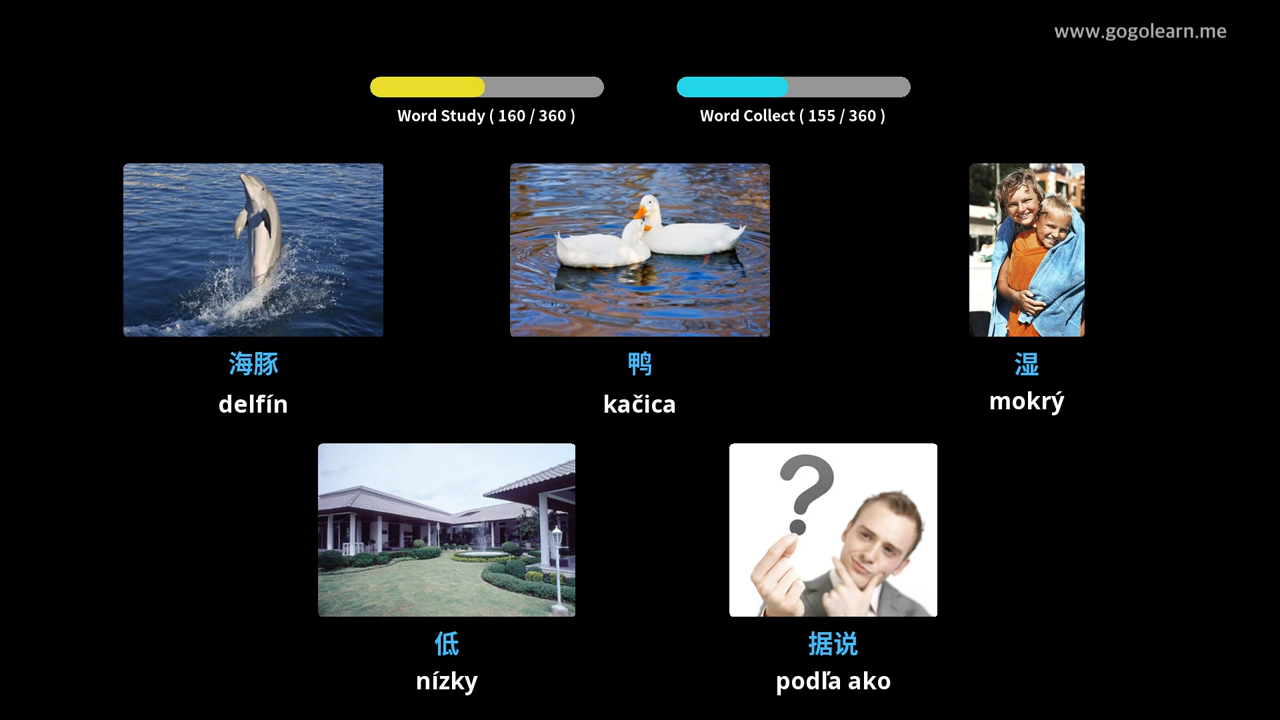 www.gogolearn.me
Word Study ( 160 / 360 )
Word Collect ( 155 / 360 )
海豚
delfín
鸭
kačica
湿
mokrý
低
nízky
据说
podľa ako